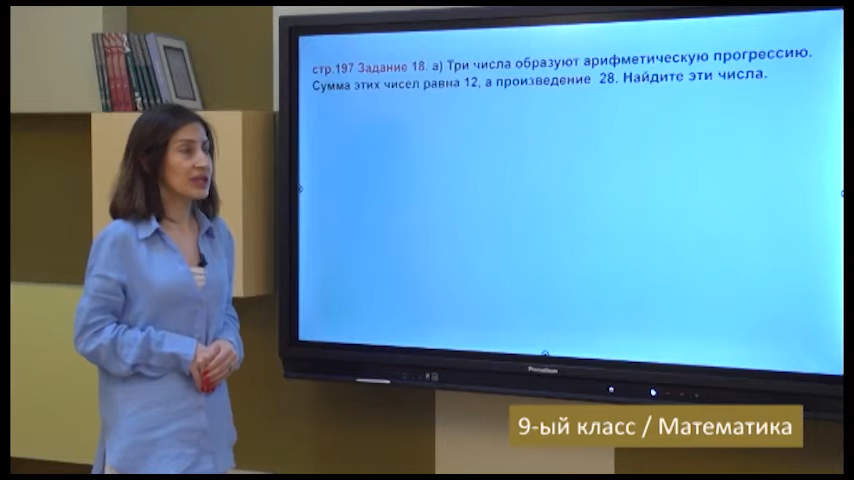 стр.197 Задание 18. а) Три числа образуют арифметическую прогрессию.
Сумма этих чисел равна 12, а произведение 28. Найдите эти числа.
Promethean
9-ый класс / Математика